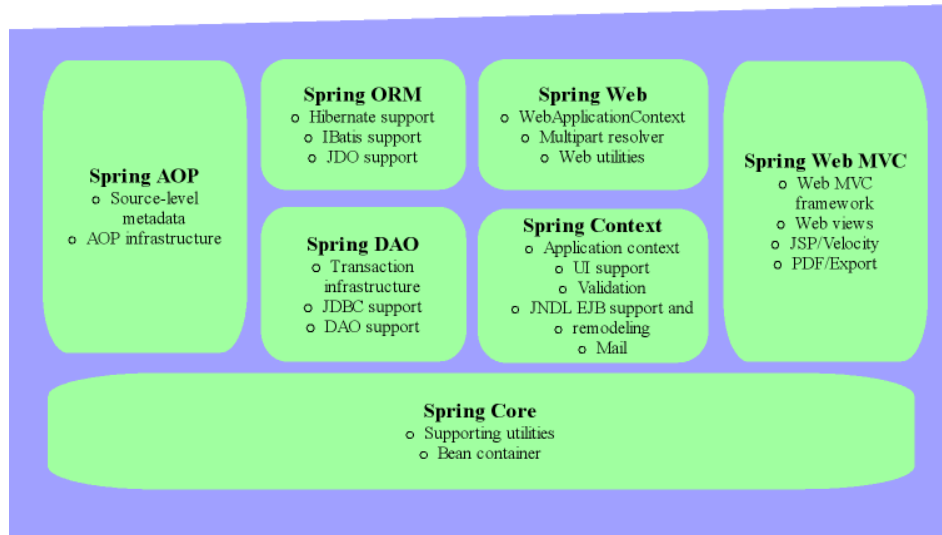 Spring AOP
o Source-level
metadata
o AOP infrastructure
Spring ORM
o Hibernate support
o IBatis support
o JDO support
Spring Web
o WebApplicationContext
o Multipart resolver
o Web utilities
Spring Web MVC
o Web MVC
framework
o Web views
o JSP/Velocity
o PDF/Export
Spring DAO
o Transaction
infrastructure
o JDBC support
o DAO support
Spring Context
o Application context
o UI support
o Validation
o JNDL EJB support and
o remodeling
o Mail
Spring Core
o Supporting utilities
o Bean container